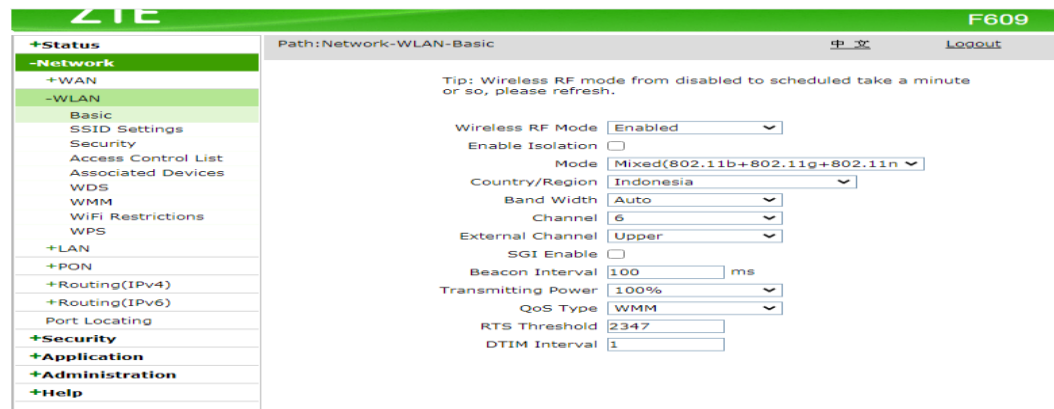 ZTE
F609
+Status
Path:Network-WLAN-Basic
中 文
Logout
-Network
+WAN
-WLAN
Basic
SSID Settings
Security
Access Control List
Associated Devices
WDS
WMM
WiFi Restrictions
WPS
+LAN
+PON
+Routing(IPv4)
+Routing(IPv6)
Port Locating
+Security
+Application
+Administration
+Help
Tip: Wireless RF mode from disabled to scheduled take a minute
or so, please refresh.
Wireless RF Mode Enabled
Enable Isolation
Mode Mixed(802.11b+802.11g+802.11n
Country/Region Indonesia
Band Width Auto
Channel 6
External Channel Upper
SGI Enable
Beacon Interval 100 ms
Transmitting Power 100%
QoS Type WMM
RTS Threshold 2347
DTIM Interval 1